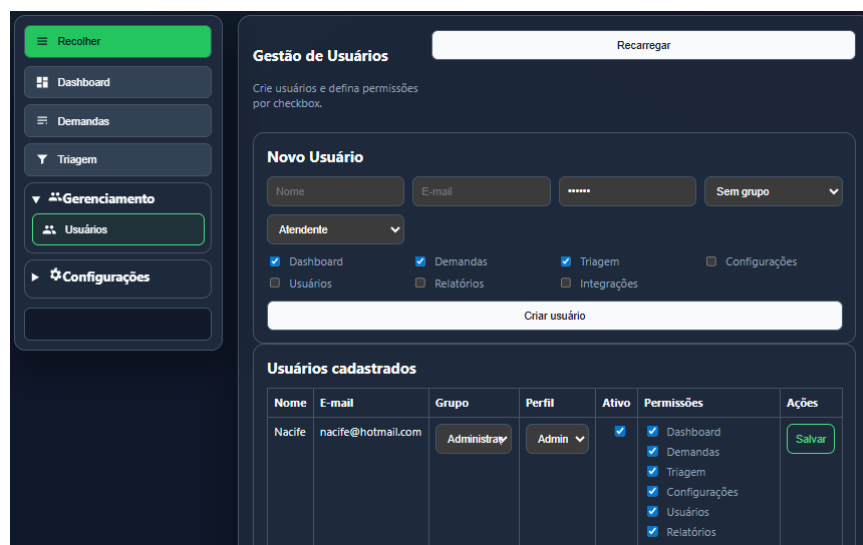 Recolher
Dashboard
Demandas
Triagem
Gerenciamento
Usuários
Configurações
Gestão de Usuários
Recarregar
Crie usuários e defina permissões
por checkbox.
Novo Usuário
Nome E-mail •••••• Sem grupo
Atendente
Dashboard Demandas Triagem Configurações
Usuários Relatórios Integrações
Criar usuário
Usuários cadastrados
Nome E-mail Grupo Perfil Ativo Permissões Ações
Nacife nacife@hotmail.com Administrav Admin Dashboard Salvar
Demandas
Triagem
Configurações
Usuários
Relatórios